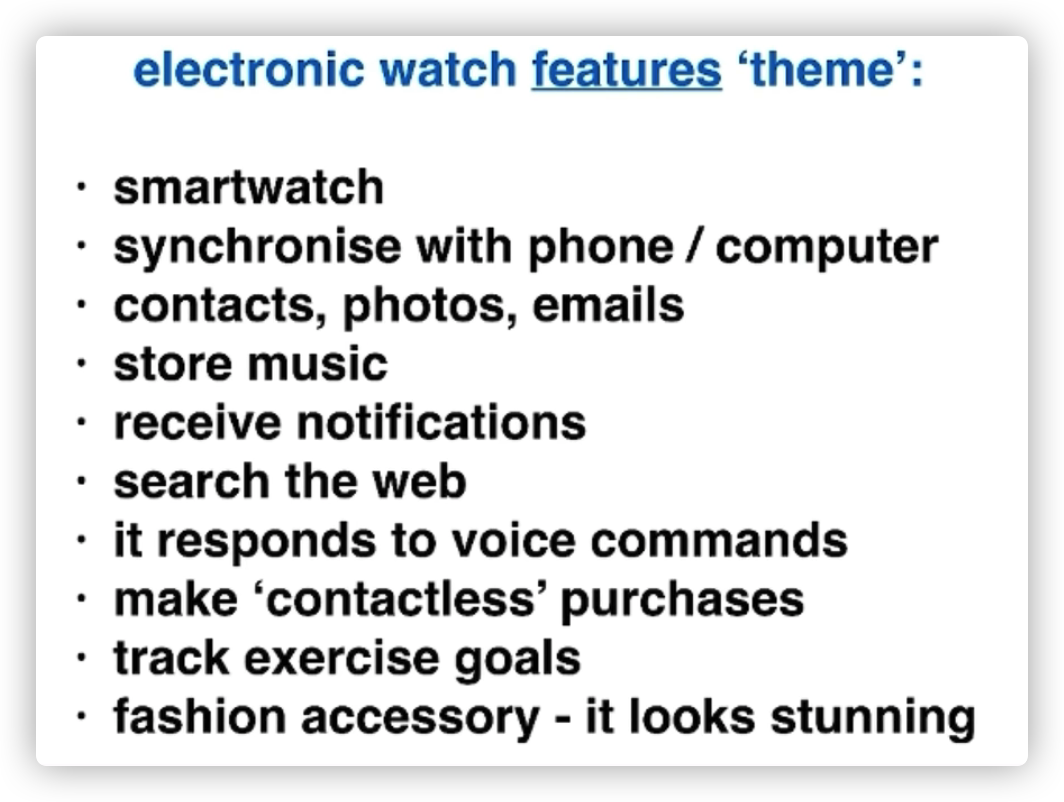 electronic watch features ‘theme’:
· smartwatch
· synchronise with phone / computer
· contacts, photos, emails
· store music
· receive notifications
· search the web
· it responds to voice commands
· make ‘contactless’ purchases
· track exercise goals
· fashion accessory - it looks stunning